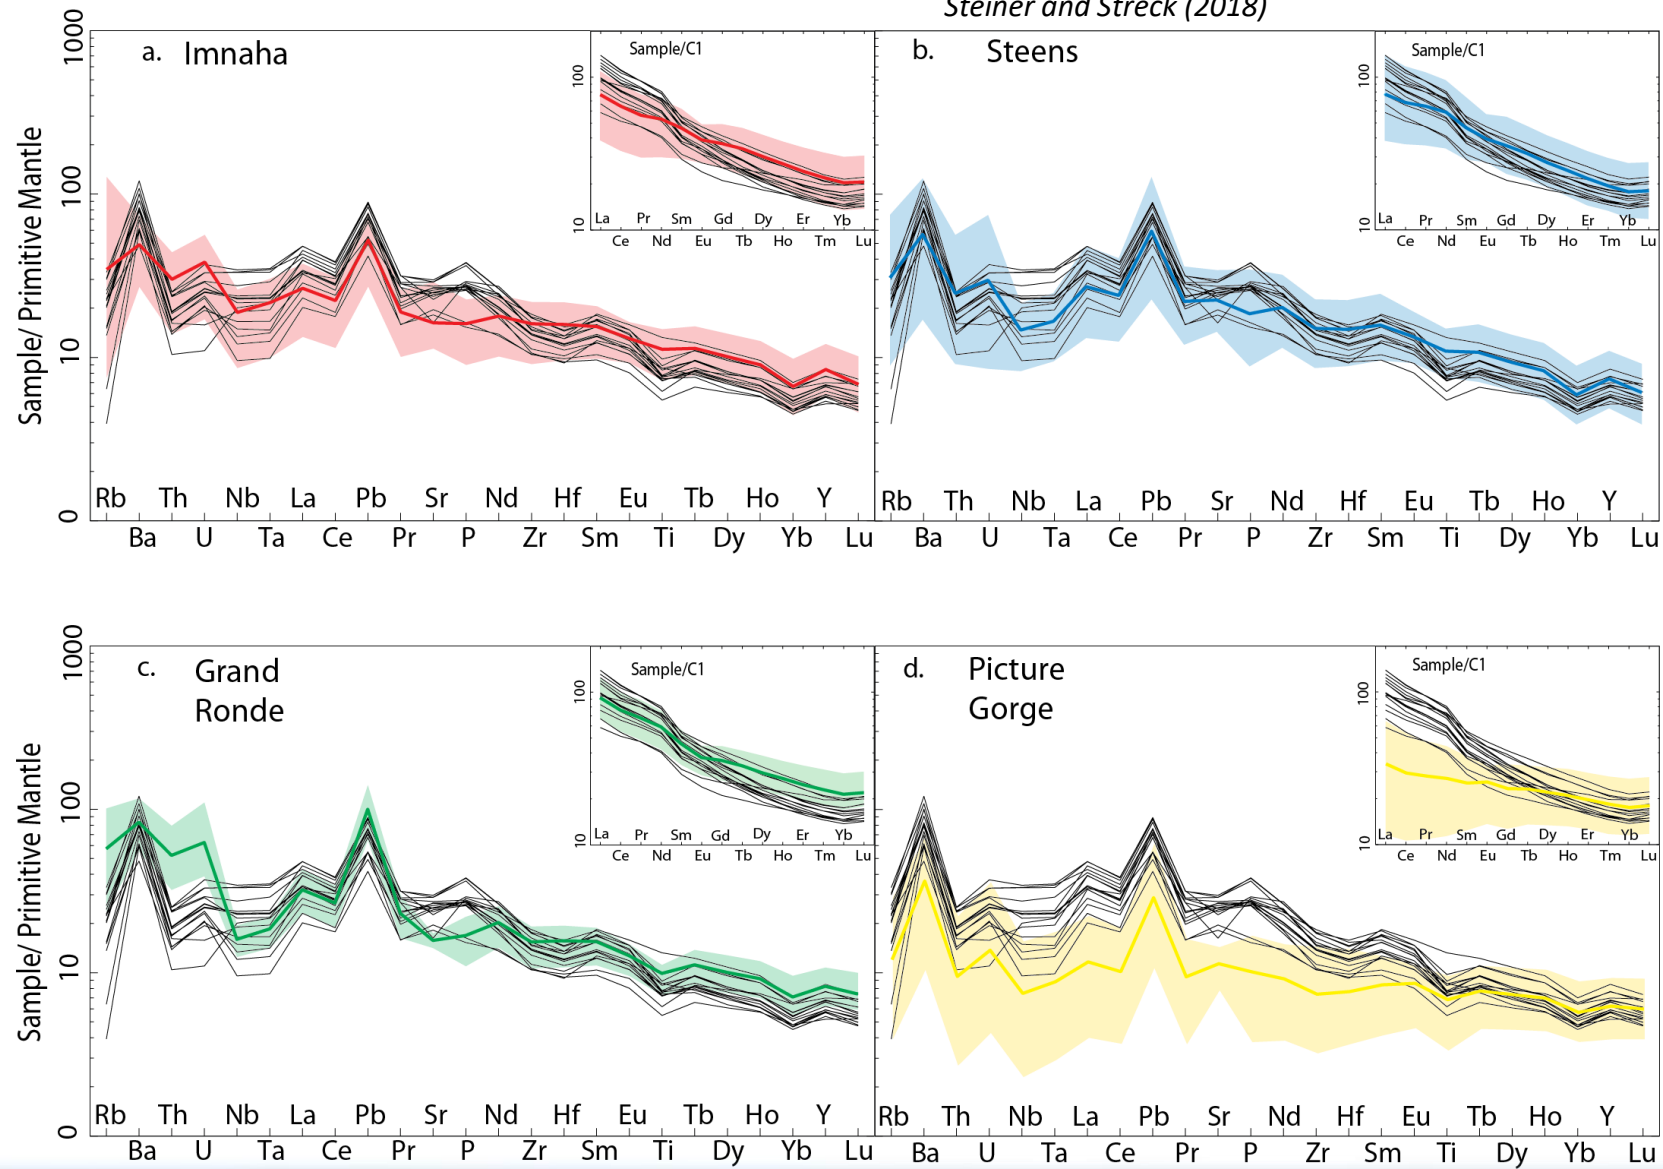 Steiner and Streck (2018)
a. Imnaha
Sample/C1
100
10
La Pr Sm Gd Dy Er Yb
Ce Nd Eu Tb Ho Tm Lu
Sample/ Primitive Mantle
1000
100
10
0
Rb Th Nb La Pb Sr Nd Hf Eu Tb Ho Y
Ba U Ta Ce Pr P Zr Sm Ti Dy Yb Lu
b. Steens
Sample/C1
100
10
La Pr Sm Gd Dy Er Yb
Ce Nd Eu Tb Ho Tm Lu
Rb Th Nb La Pb Sr Nd Hf Eu Tb Ho Y
Ba U Ta Ce Pr P Zr Sm Ti Dy Yb Lu
c. Grand
Ronde
Sample/C1
100
10
La Pr Sm Gd Dy Er Yb
Ce Nd Eu Tb Ho Tm Lu
Sample/ Primitive Mantle
1000
100
10
0
Rb Th Nb La Pb Sr Nd Hf Eu Tb Ho Y
Ba U Ta Ce Pr P Zr Sm Ti Dy Yb Lu
d. Picture
Gorge
Sample/C1
100
10
La Pr Sm Gd Dy Er Yb
Ce Nd Eu Tb Ho Tm Lu
Rb Th Nb La Pb Sr Nd Hf Eu Tb Ho Y
Ba U Ta Ce Pr P Zr Sm Ti Dy Yb Lu